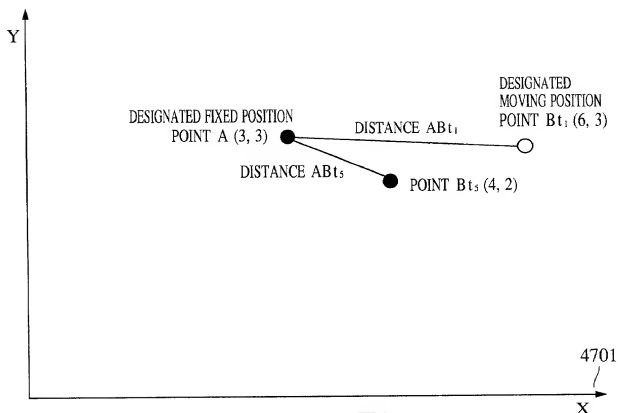 Y
DESIGNATED
MOVING POSITION
POINT Bt₁ (6, 3)
DESIGNATED FIXED POSITION
POINT A (3, 3)
DISTANCE ABt₁
DISTANCE ABt₅
POINT Bt₅ (4, 2)
4701
X